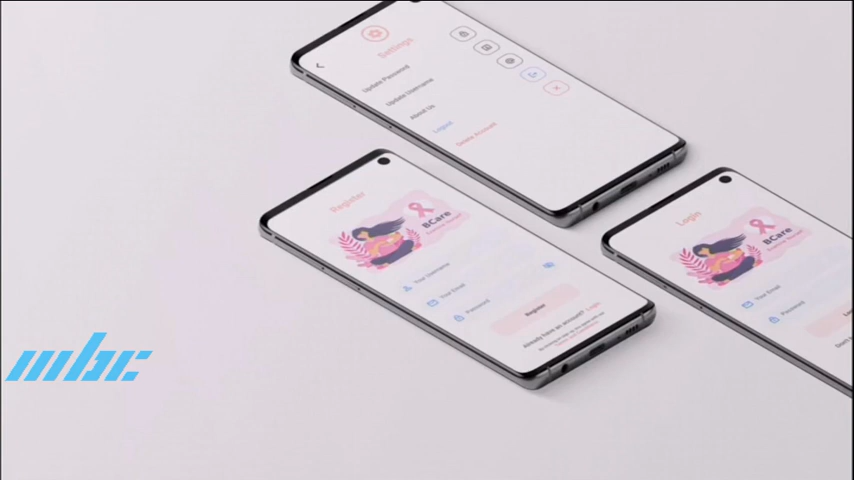 Settings
Update Password
Update Username
About Us
Logout
Delete Account
Register
BCare
Your Username
Your Email
Password
Register
Already have an account? Login
Login
BCare
Your Email
Password
mbc